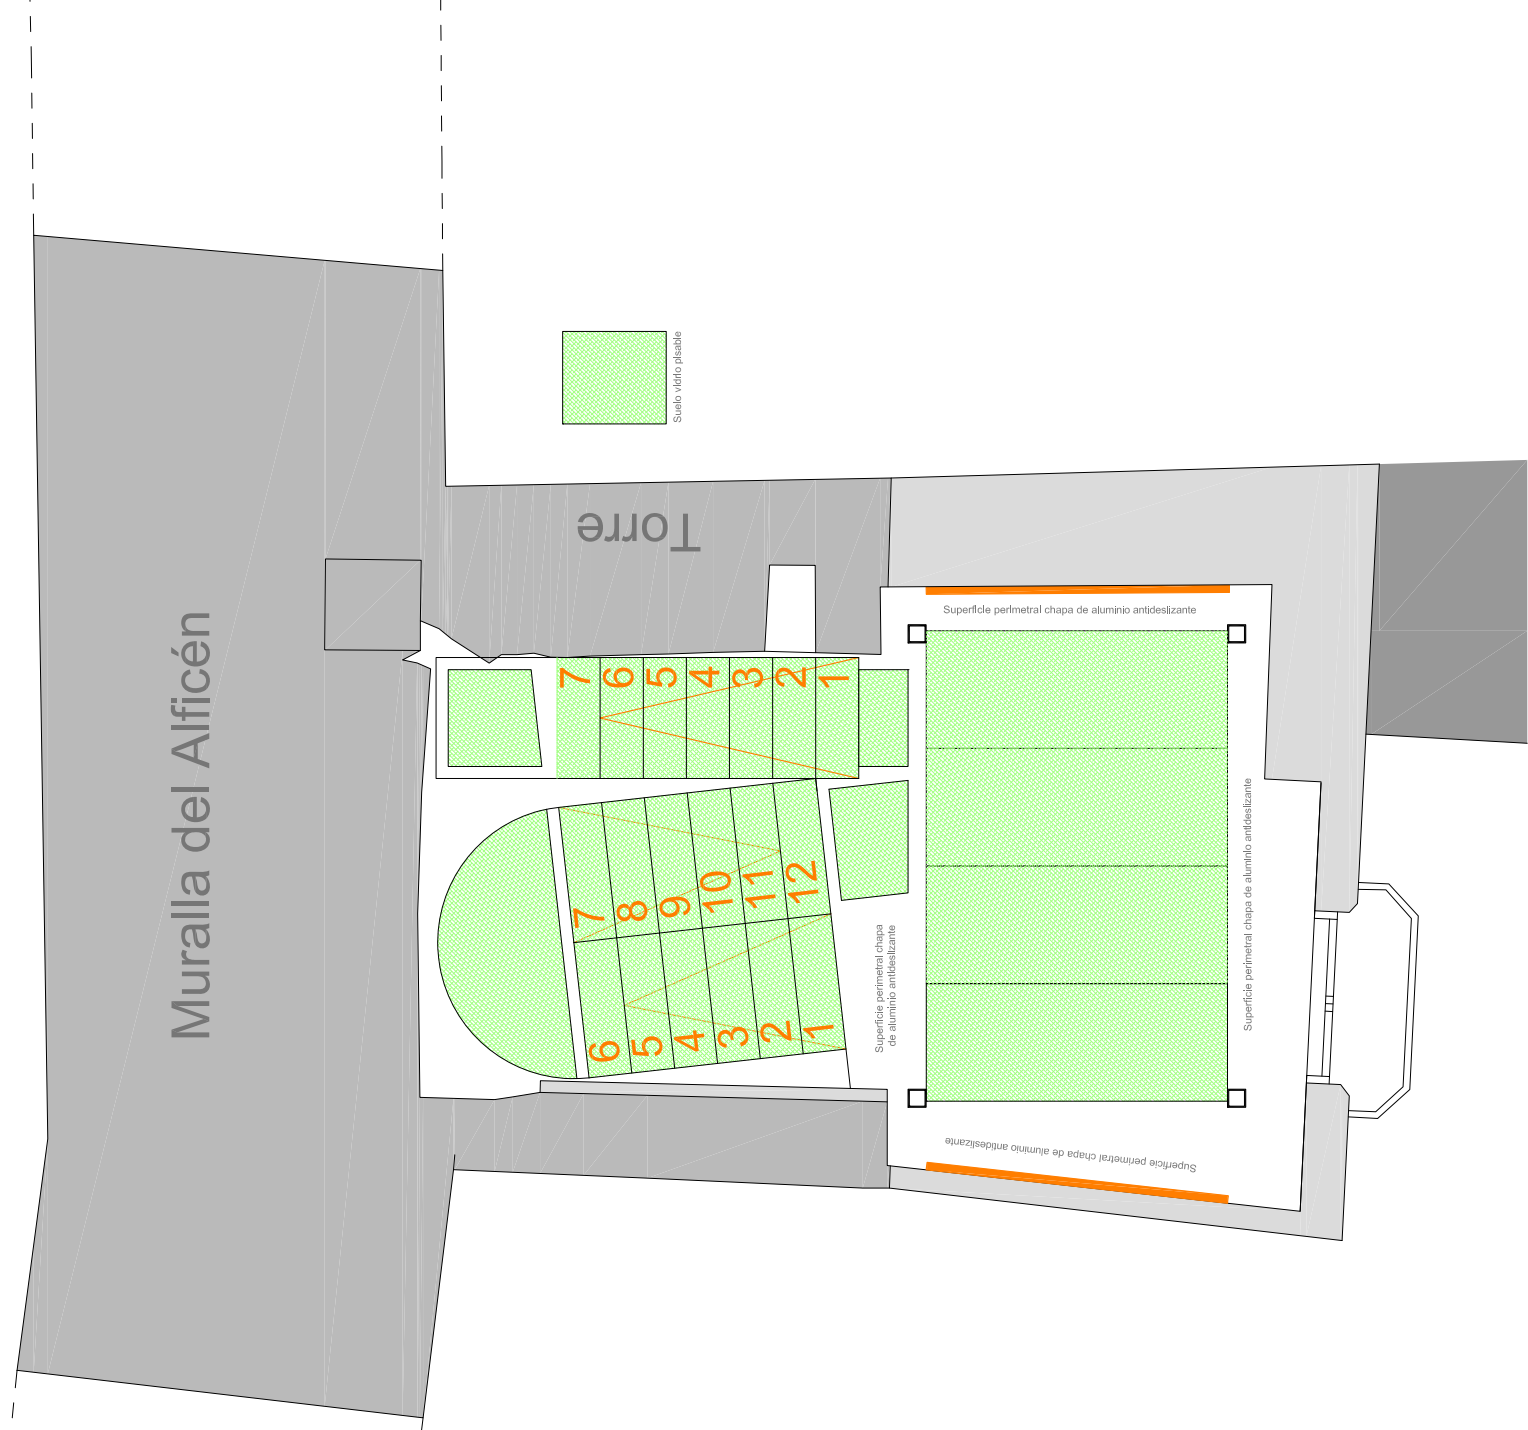 Muralla del Alficén
Torre
Suelo vidrio pisable
Superficie perimetral chapa de aluminio antideslizante
7
6
5
4
3
2
1
7
8
9
10
11
12
6
5
4
3
2
1
Superficie perimetral chapa
de aluminio antideslizante
Superficie perimetral chapa de aluminio antideslizante
Superficie perimetral chapa de aluminio antideslizante